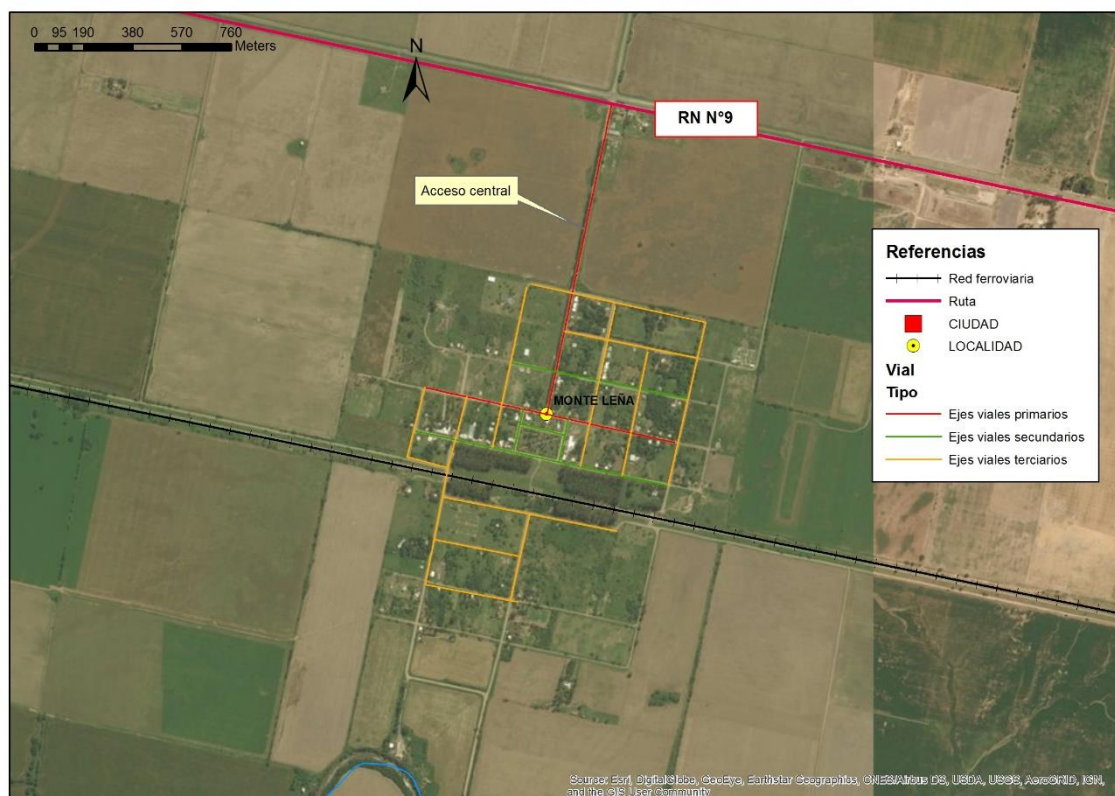 0 95 190 380 570 760
Meters
N
RN N°9
Acceso central
Referencias
Red ferroviaria
Ruta
CIUDAD
LOCALIDAD
Vial
Tipo
Ejes viales primarios
Ejes viales secundarios
Ejes viales terciarios
MONTE LEÑA
Source: Esri, DigitalGlobe, GeoEye, Earthstar Geographics, CNES/Airbus DS, USDA, USGS, AeroGRID, IGN,
and the GIS User Community